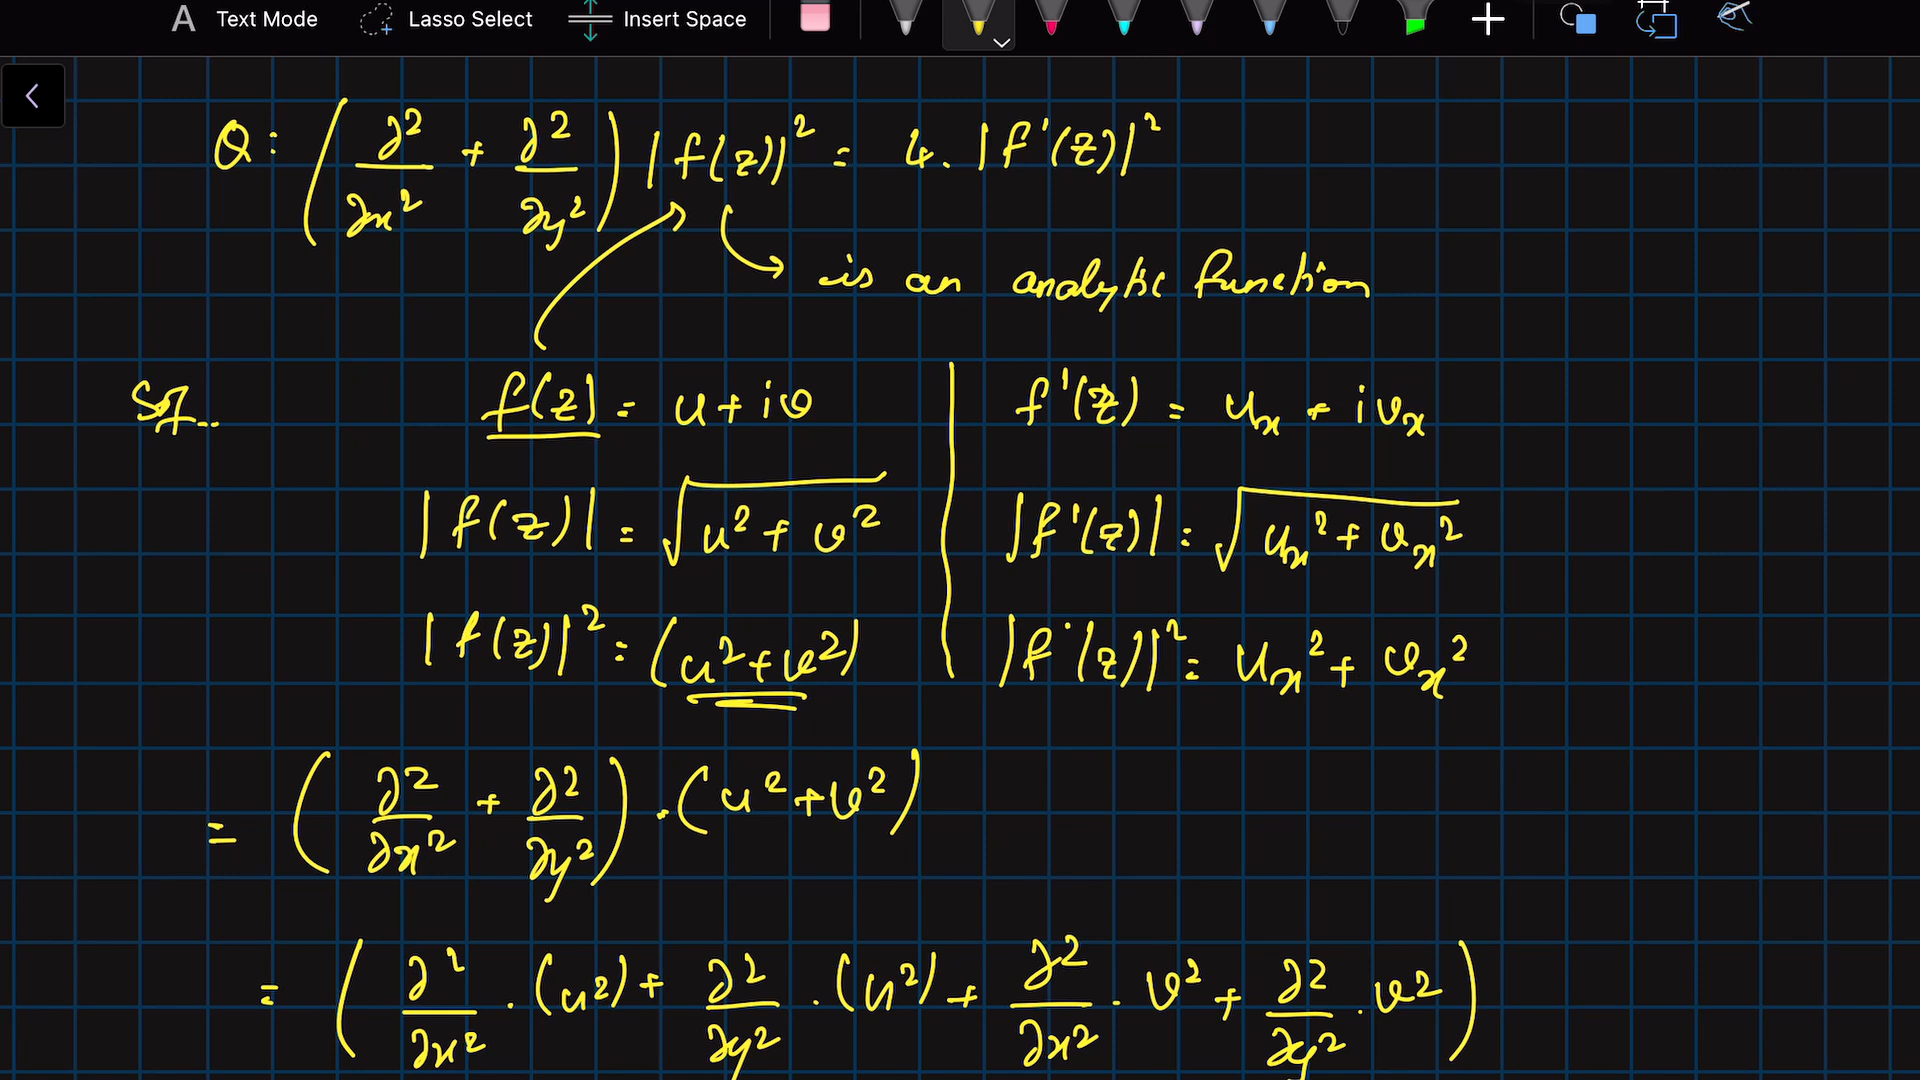 Text Mode Lasso Select Insert Space
Q: (∂²/∂x² + ∂²/∂y²) |f(z)|² = 4. |f'(z)|²
is an analytic function
f(z) = u + iv | f'(z) = uₓ + ivₓ
|f(z)| = √(u² + v²) | |f'(z)| = √(uₓ² + vₓ²)
|f(z)|² = (u² + v²) | |f'(z)|² = uₓ² + vₓ²
= (∂²/∂x² + ∂²/∂y²) . (u² + v²)
= (∂²/∂x² . (u²) + ∂²/∂y² . (u²) + ∂²/∂x² . v² + ∂²/∂y² . v²)